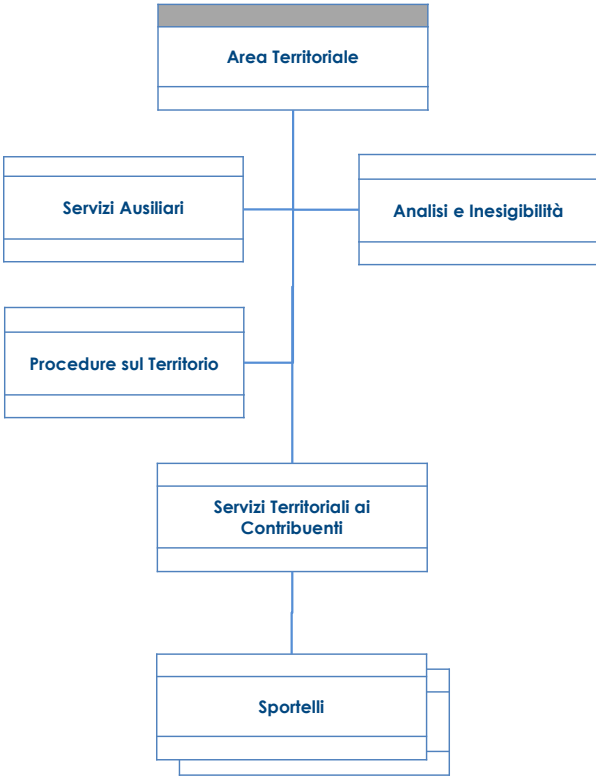 Area Territoriale
Servizi Ausiliari
Analisi e Inesigibilità
Procedure sul Territorio
Servizi Territoriali ai
Contribuenti
Sportelli